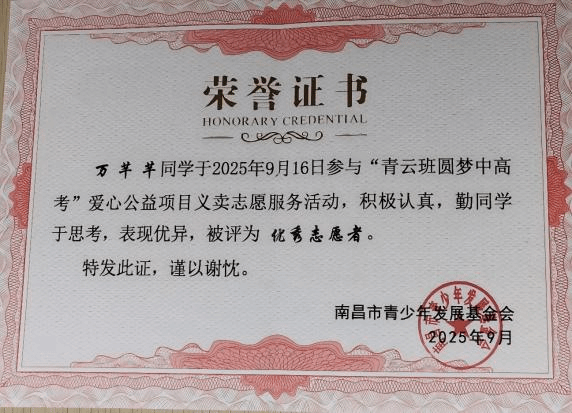 荣誉证书
HONORARY CREDENTIAL
万芊芊同学于2025年9月16日参与“青云班圆梦中高
考”爱心公益项目义卖志愿服务活动，积极认真，勤同学
于思考，表现优异，被评为 优秀志愿者。
特发此证，谨以谢忱。
南昌市青少年发展基金会
2025年9月